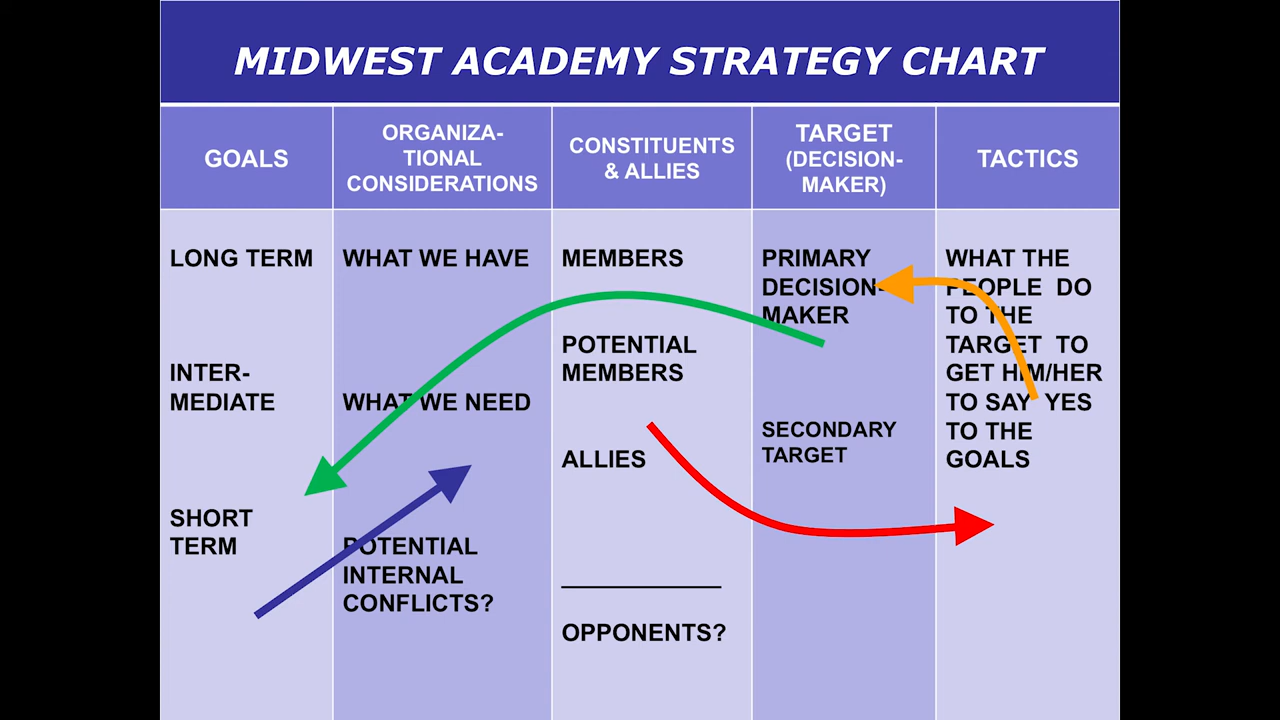 MIDWEST ACADEMY STRATEGY CHART
GOALS
ORGANIZA-
TIONAL
CONSIDERATIONS
CONSTITUENTS
& ALLIES
TARGET
(DECISION-
MAKER)
TACTICS
LONG TERM
INTER-
MEDIATE
SHORT
TERM
WHAT WE HAVE
WHAT WE NEED
POTENTIAL
INTERNAL
CONFLICTS?
MEMBERS
POTENTIAL
MEMBERS
ALLIES
OPPONENTS?
PRIMARY
DECISION-
MAKER
SECONDARY
TARGET
WHAT THE
PEOPLE DO
TO THE
TARGET TO
GET HIM/HER
TO SAY YES
TO THE
GOALS